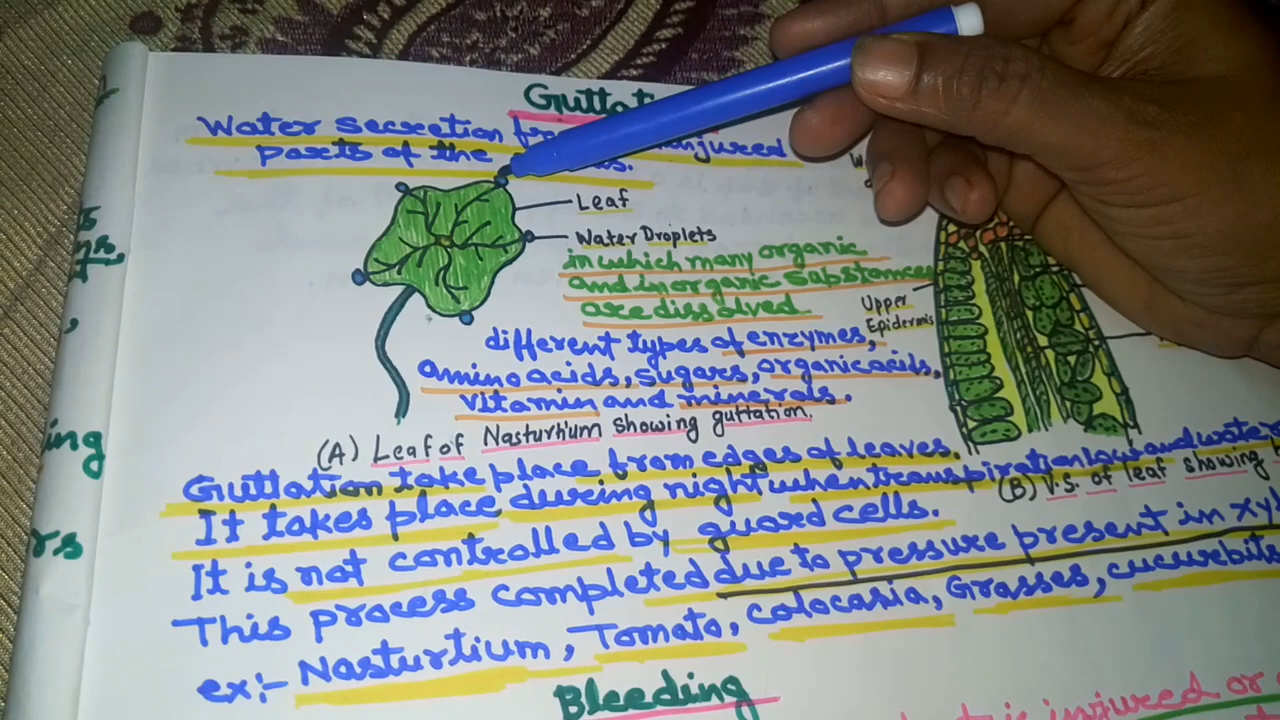 Guttat
Water secretion injured
parts of the
Leaf
Water Droplets
in which many organic
and inorganic substances
are dissolved
different types of enzymes,
amino acids, sugars, organic acids,
vitamin and minerals.
(A) Leaf of Nasturtium showing guttation.
Upper
Epidermis
(B) V.S. of leaf showing
Guttation take place from edges of leaves.
It takes place during night when transpiration low and water
It is not controlled by guard cells.
This process completed due to pressure present in xyl
ex:- Nasturtium, Tomato, colocasia, Grasses, cucurbits
Bleeding
is injured or
ing
rs